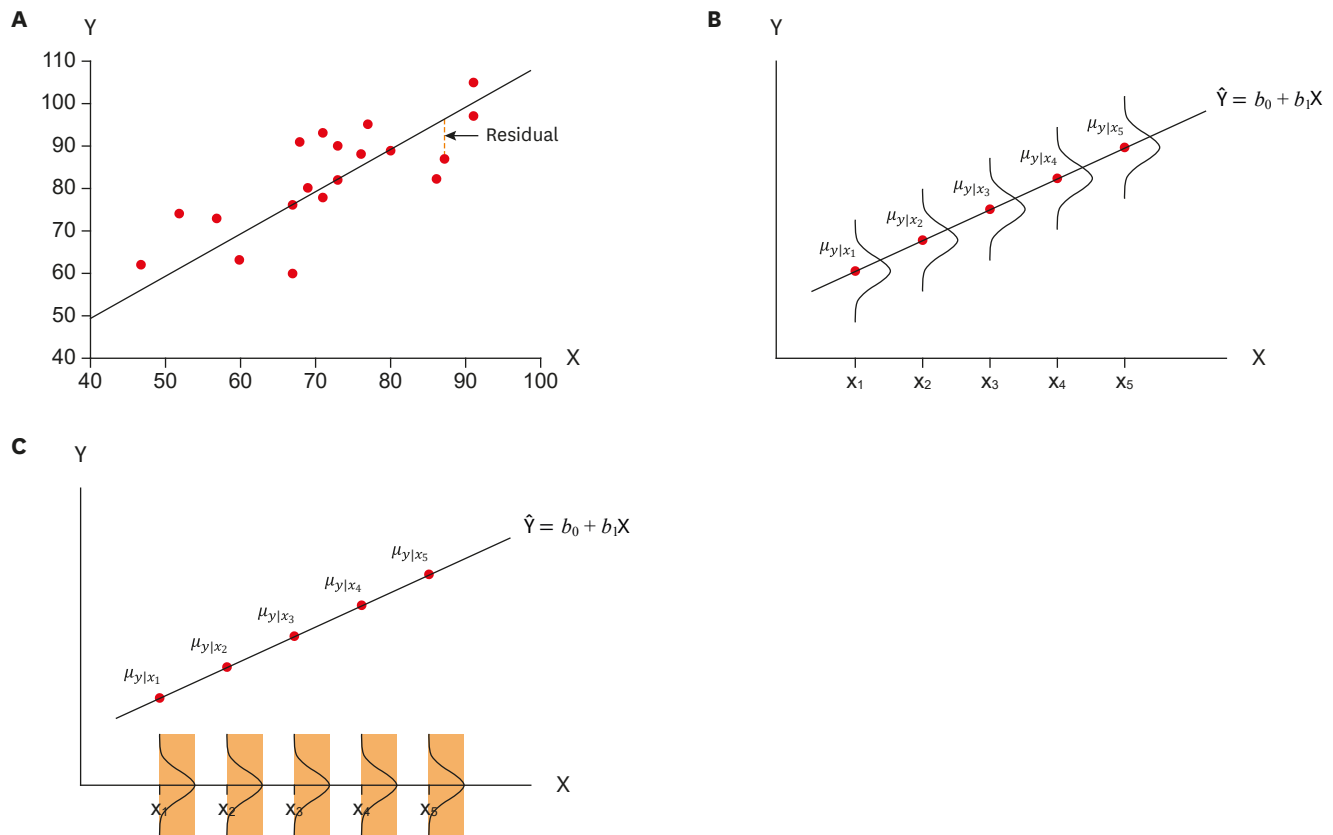 A
Y
110
100
90
80
70
60
50
40
Residual
X
40 50 60 70 80 90 100
B
Y
Ŷ = b₀ + b₁X
μy|x₅
μy|x₄
μy|x₃
μy|x₂
μy|x₁
X
x₁ x₂ x₃ x₄ x₅
C
Y
Ŷ = b₀ + b₁X
μy|x₅
μy|x₄
μy|x₃
μy|x₂
μy|x₁
X
x₁ x₂ x₃ x₄ x₅